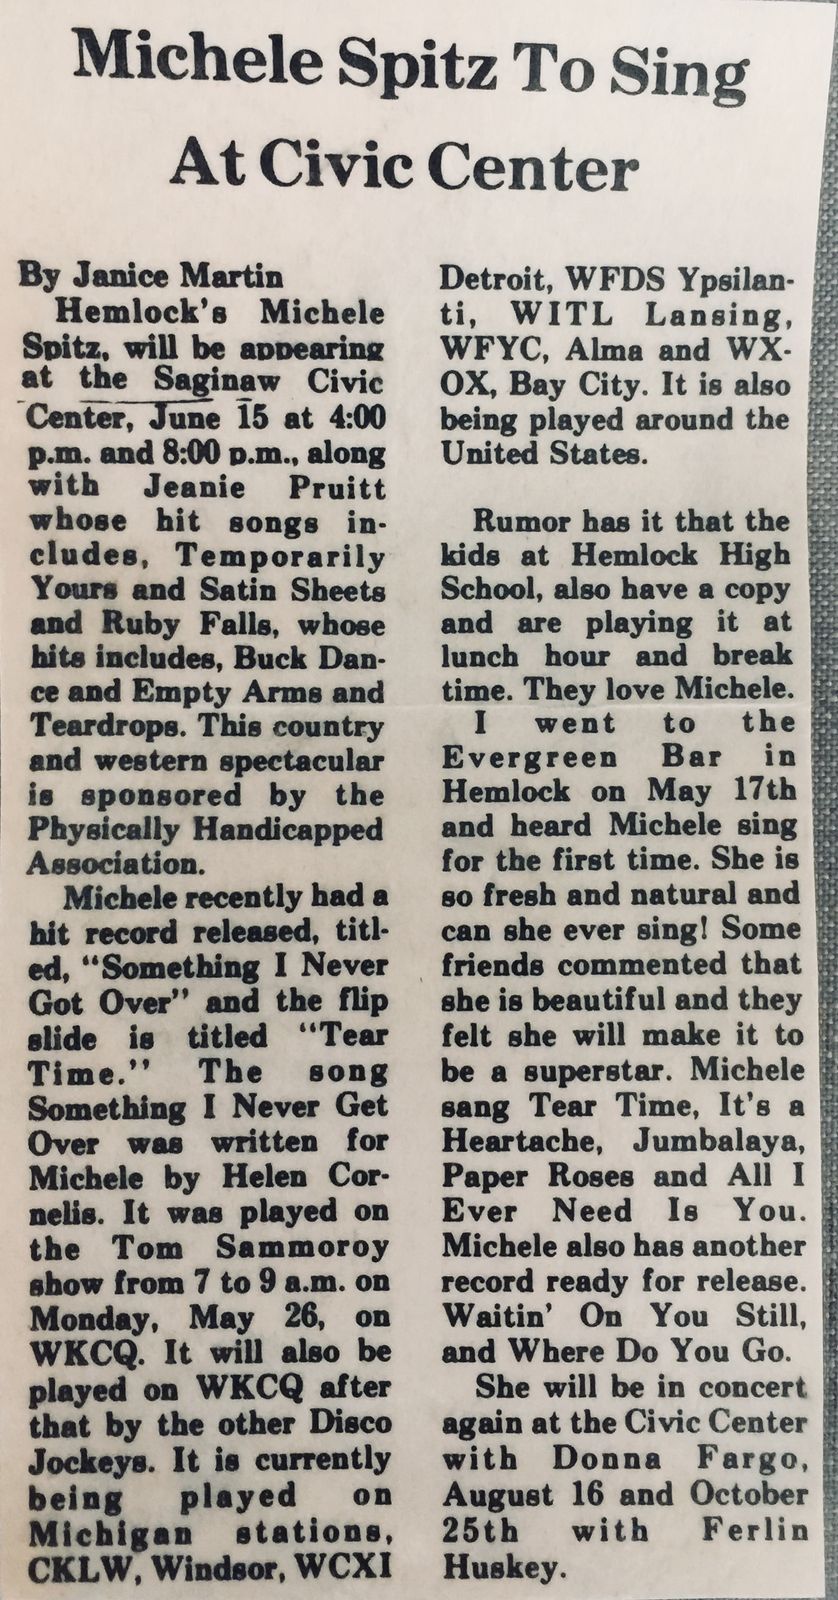 Michele Spitz To Sing
At Civic Center
By Janice Martin
Hemlock's Michele
Spitz, will be appearing
at the Saginaw Civic
Center, June 15 at 4:00
p.m. and 8:00 p.m., along
with Jeanie Pruitt
whose hit songs in-
cludes, Temporarily
Yours and Satin Sheets
and Ruby Falls, whose
hits includes, Buck Dan-
ce and Empty Arms and
Teardrops. This country
and western spectacular
is sponsored by the
Physically Handicapped
Association.
Michele recently had a
hit record released, titl-
ed, "Something I Never
Got Over" and the flip
slide is titled "Tear
Time." The song
Something I Never Get
Over was written for
Michele by Helen Cor-
nelis. It was played on
the Tom Sammoroy
show from 7 to 9 a.m. on
Monday, May 26, on
WKCQ. It will also be
played on WKCQ after
that by the other Disco
Jockeys. It is currently
being played on
Michigan stations,
CKLW, Windsor, WCXI
Detroit, WFDS Ypsilan-
ti, WITL Lansing,
WFYC, Alma and WX-
OX, Bay City. It is also
being played around the
United States.
Rumor has it that the
kids at Hemlock High
School, also have a copy
and are playing it at
lunch hour and break
time. They love Michele.
I went to the
Evergreen Bar in
Hemlock on May 17th
and heard Michele sing
for the first time. She is
so fresh and natural and
can she ever sing! Some
friends commented that
she is beautiful and they
felt she will make it to
be a superstar. Michele
sang Tear Time, It's a
Heartache, Jumbalaya,
Paper Roses and All I
Ever Need Is You.
Michele also has another
record ready for release.
Waitin' On You Still,
and Where Do You Go.
She will be in concert
again at the Civic Center
with Donna Fargo,
August 16 and October
25th with Ferlin
Huskey.